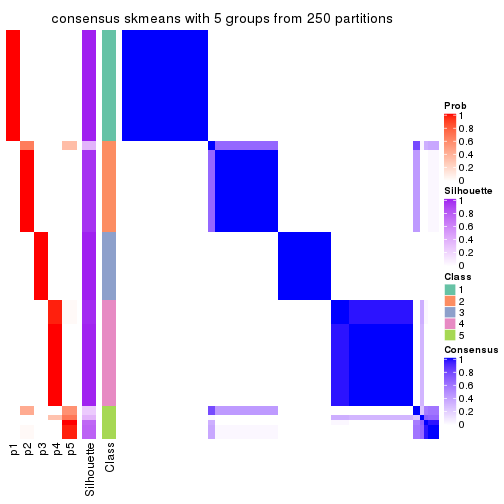 consensus skmeans with 5 groups from 250 partitions
Prob
1
0.8
0.6
0.4
0.2
0
Silhouette
1
0.8
0.6
0.4
0.2
0
Class
1
2
3
4
5
Consensus
1
0.8
0.6
0.4
0.2
0
p1
p2
p3
p4
p5
Silhouette
Class